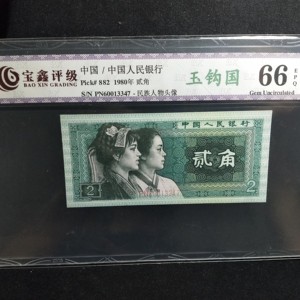 宝鑫评级
BAO XIN GRADING
中国 / 中国人民银行
Pick# 882 1980年 贰角
S/N PN60013347 - 民族人物头像
玉钩国
66
EPQ
Gem Uncirculated
中国人民银行
贰角
2
2